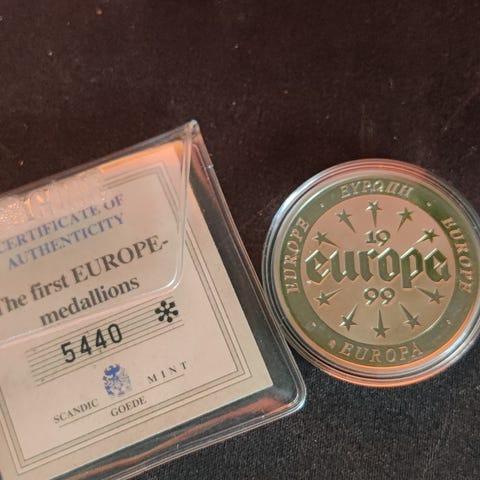 CERTIFICATE OF
AUTHENTICITY
The first EUROPE-
medallions
5440 *
SCANDIC GOEDE MINT
EUROPE · ΕΥΡΩΠΗ · EUROPE
19
europa
99
EUROPA